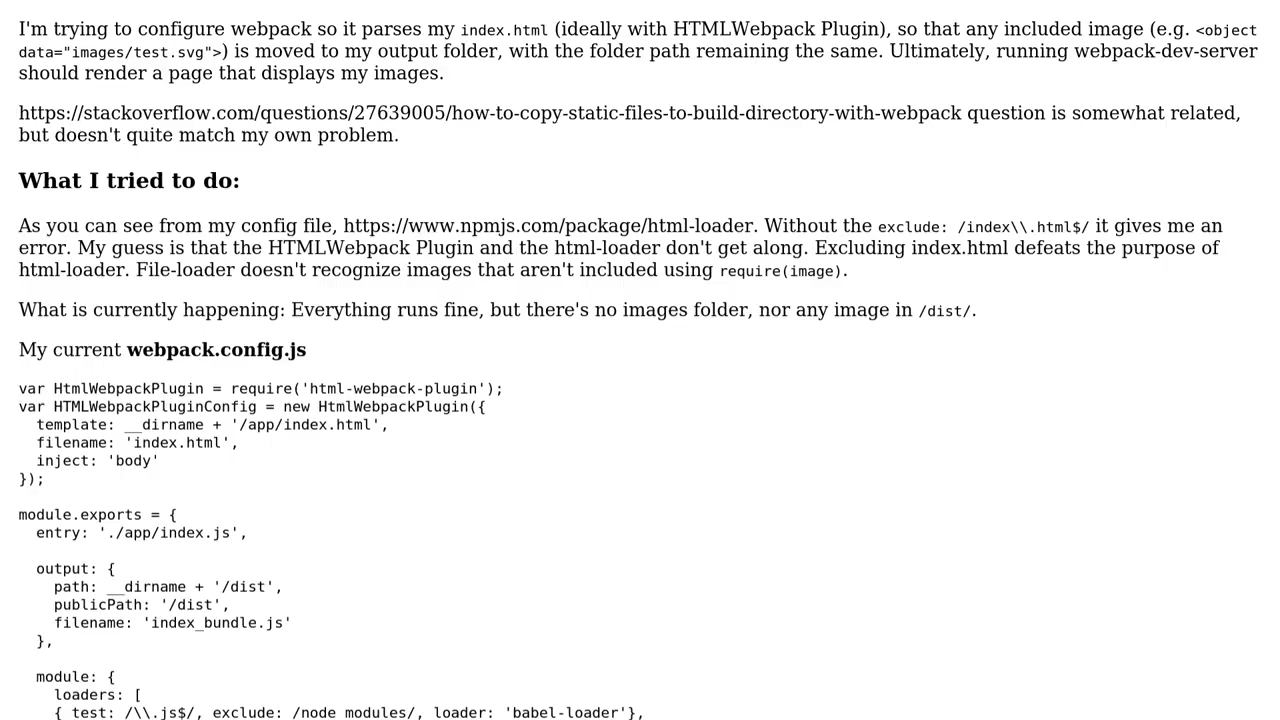 I'm trying to configure webpack so it parses my index.html (ideally with HTMLWebpack Plugin), so that any included image (e.g. <object
data="images/test.svg">) is moved to my output folder, with the folder path remaining the same. Ultimately, running webpack-dev-server
should render a page that displays my images.
https://stackoverflow.com/questions/27639005/how-to-copy-static-files-to-build-directory-with-webpack question is somewhat related,
but doesn't quite match my own problem.
What I tried to do:
As you can see from my config file, https://www.npmjs.com/package/html-loader. Without the exclude: /index\\.html$/ it gives me an
error. My guess is that the HTMLWebpack Plugin and the html-loader don't get along. Excluding index.html defeats the purpose of
html-loader. File-loader doesn't recognize images that aren't included using require(image).
What is currently happening: Everything runs fine, but there's no images folder, nor any image in /dist/.
My current webpack.config.js
var HtmlWebpackPlugin = require('html-webpack-plugin');
var HTMLWebpackPluginConfig = new HtmlWebpackPlugin({
  template: __dirname + '/app/index.html',
  filename: 'index.html',
  inject: 'body'
});
module.exports = {
  entry: './app/index.js',
  output: {
    path: __dirname + '/dist',
    publicPath: '/dist',
    filename: 'index_bundle.js'
  },
  module: {
    loaders: [
    { test: /\\.js$/, exclude: /node_modules/, loader: 'babel-loader'},